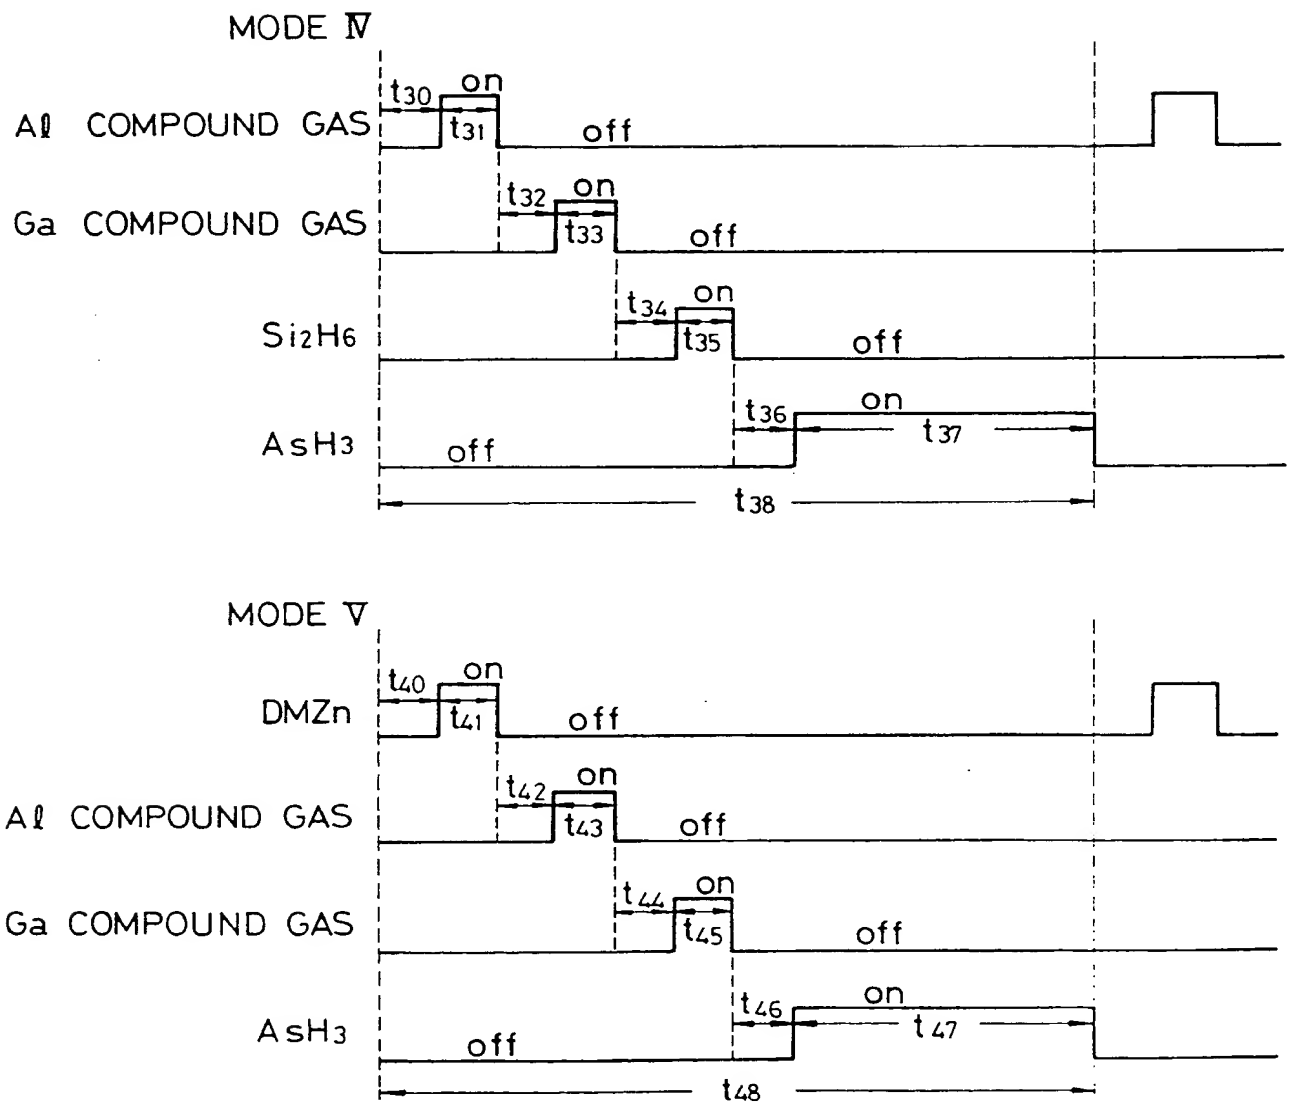 MODE Ⅳ
on
t30
Al COMPOUND GAS
t31
off
on
t32
Ga COMPOUND GAS
t33
off
on
t34
Si2H6
t35
off
on
t36
AsH3
off
t37
t38
MODE Ⅴ
on
t40
DMZn
t41
off
on
t42
Al COMPOUND GAS
t43
off
on
t44
Ga COMPOUND GAS
t45
off
on
t46
AsH3
off
t47
t48